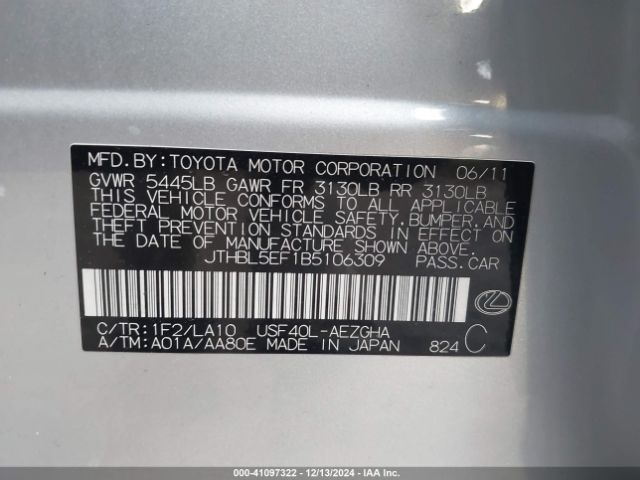 MFD.BY:TOYOTA MOTOR CORPORATION 06/11
GVWR 5445LB GAWR FR 3130LB RR 3130LB
THIS VEHICLE CONFORMS TO ALL APPLICABLE
FEDERAL MOTOR VEHICLE SAFETY,BUMPER,AND
THEFT PREVENTION STANDARDS IN EFFECT ON
THE DATE OF MANUFACTURE SHOWN ABOVE.
JTHBL5EF1B5106309 PASS.CAR
C/TR:1F2/LA10 USF40L-AEZGHA
A/TM:A01A/AA80E MADE IN JAPAN 824 C
000-41097322 - 12/13/2024 - IAAI.COM